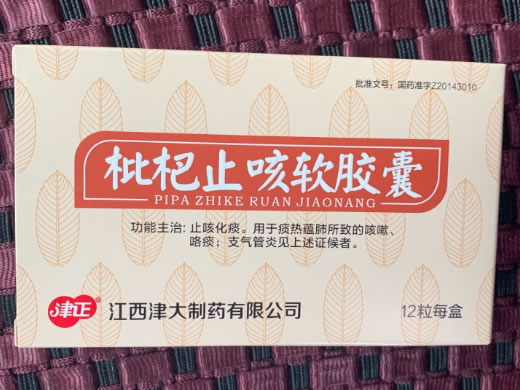 批准文号：国药准字Z20143010
枇杷止咳软胶囊
PIPA ZHIKE RUAN JIAONANG
功能主治: 止咳化痰。用于痰热蕴肺所致的咳嗽、
咯痰；支气管炎见上述证候者。
津正® 江西津大制药有限公司 12粒每盒